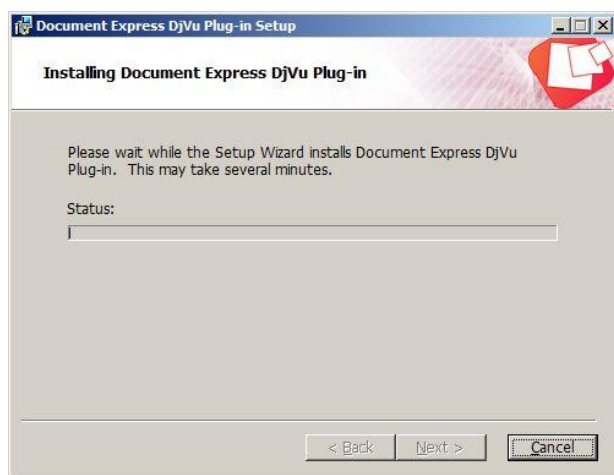 Document Express DjVu Plug-in Setup
Installing Document Express DjVu Plug-in
Please wait while the Setup Wizard installs Document Express DjVu
Plug-in.  This may take several minutes.
Status:
< Back
Next >
Cancel